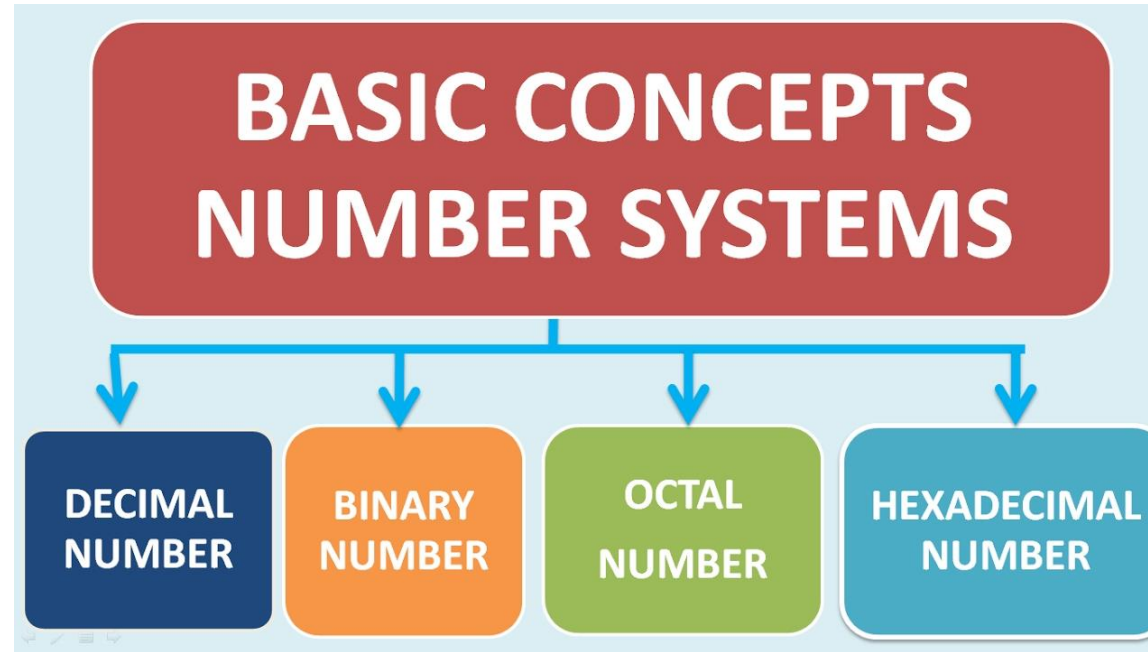 BASIC CONCEPTS
NUMBER SYSTEMS
DECIMAL
NUMBER
BINARY
NUMBER
OCTAL
NUMBER
HEXADECIMAL
NUMBER